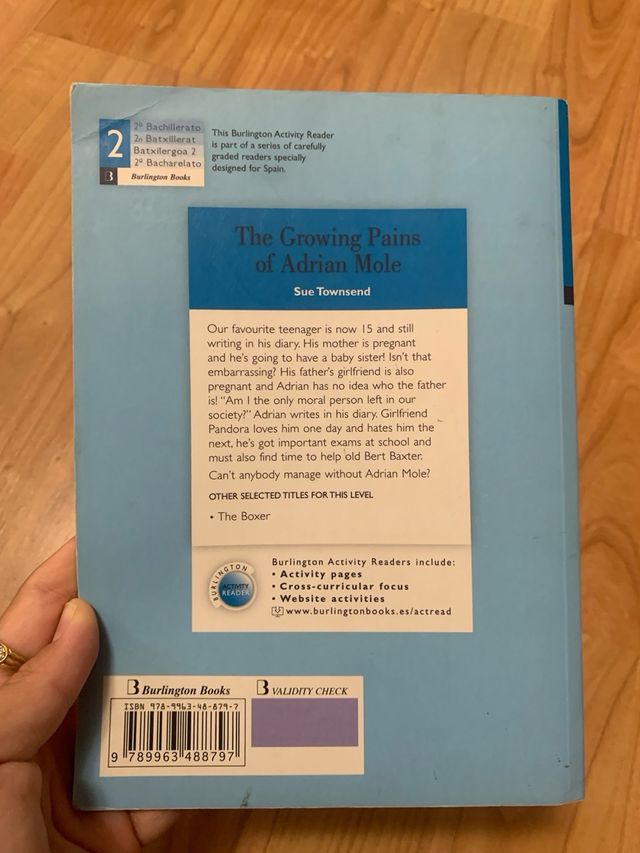 2
2º Bachillerato
2n Batxillerat
Batxilergoa 2
2º Bacharelato
B Burlington Books
This Burlington Activity Reader
is part of a series of carefully
graded readers specially
designed for Spain.
The Growing Pains
of Adrian Mole
Sue Townsend
Our favourite teenager is now 15 and still
writing in his diary. His mother is pregnant
and he's going to have a baby sister! Isn't that
embarrassing? His father's girlfriend is also
pregnant and Adrian has no idea who the father
is! “Am I the only moral person left in our
society?” Adrian writes in his diary. Girlfriend
Pandora loves him one day and hates him the
next, he's got important exams at school and
must also find time to help old Bert Baxter.
Can't anybody manage without Adrian Mole?
OTHER SELECTED TITLES FOR THIS LEVEL
• The Boxer
BURLINGTON
ACTIVITY
READER
Burlington Activity Readers include:
• Activity pages
• Cross-curricular focus
• Website activities
www.burlingtonbooks.es/actread
B Burlington Books
B VALIDITY CHECK
ISBN 978-9963-48-879-7
9 789963 488797